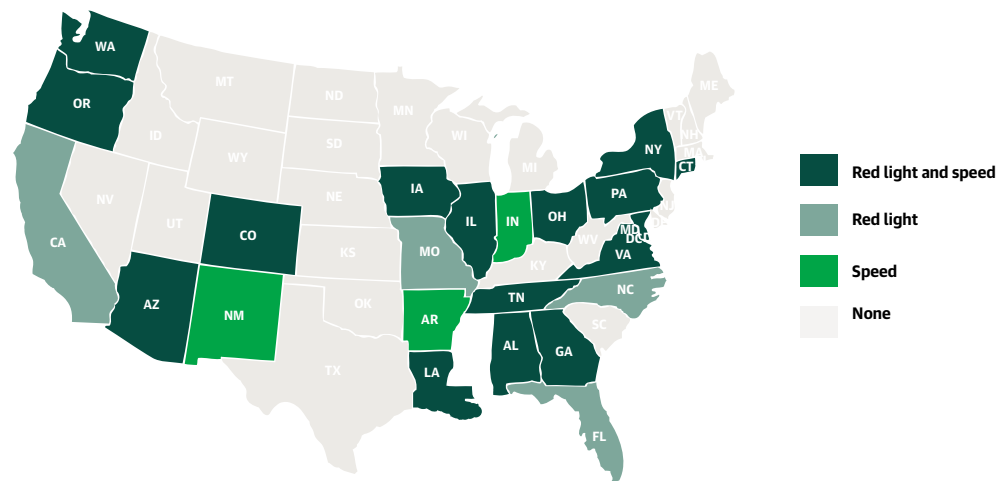 WA
MT
ND
MN
ME
OR
ID
WY
SD
WI
MI
VT
NH
NY
MA
CT
NV
UT
CO
NE
IA
IL
IN
OH
PA
NJ
CA
KS
MO
KY
WV
MD
DC
VA
AZ
NM
OK
AR
TN
NC
SC
TX
LA
AL
GA
FL
Red light and speed
Red light
Speed
None